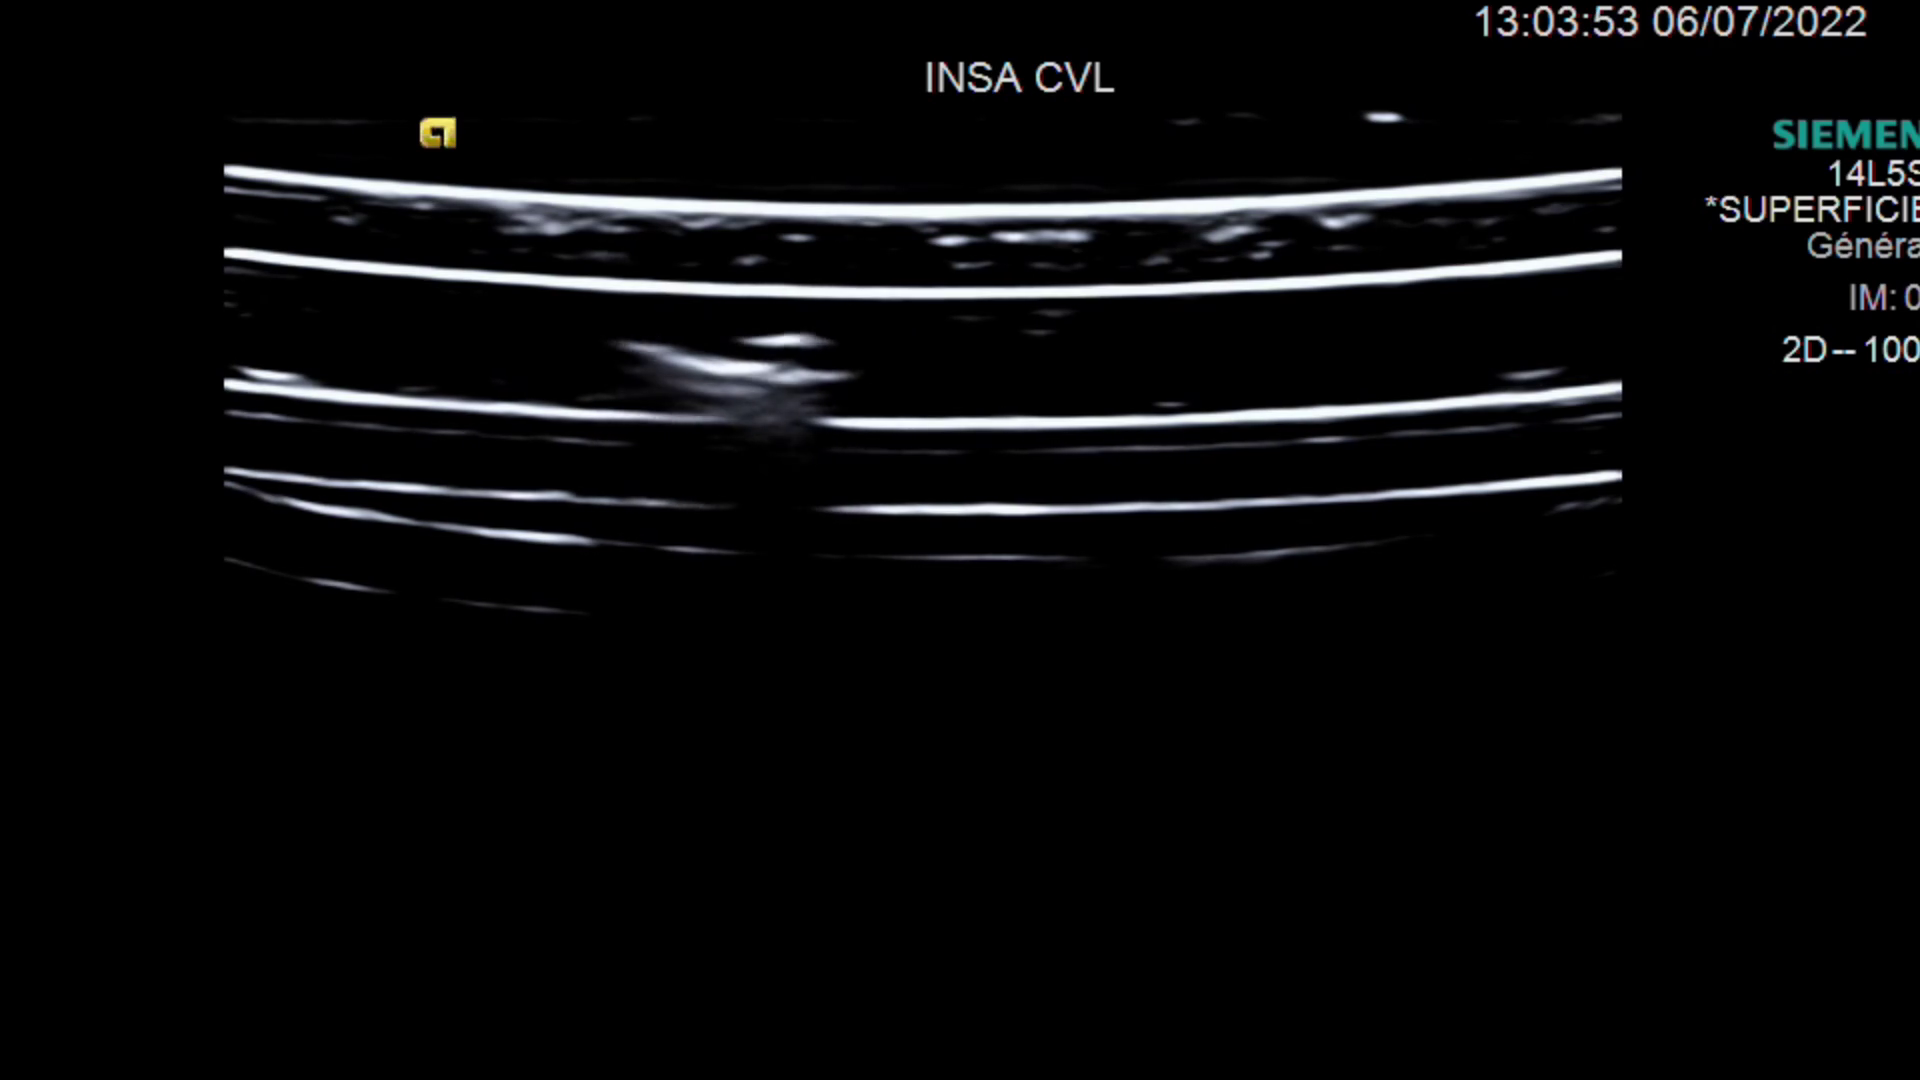 13:03:53 06/07/2022
INSA CVL
SIEMEN
14L5S
*SUPERFICIE
Généra
IM: 0
2D-- 100